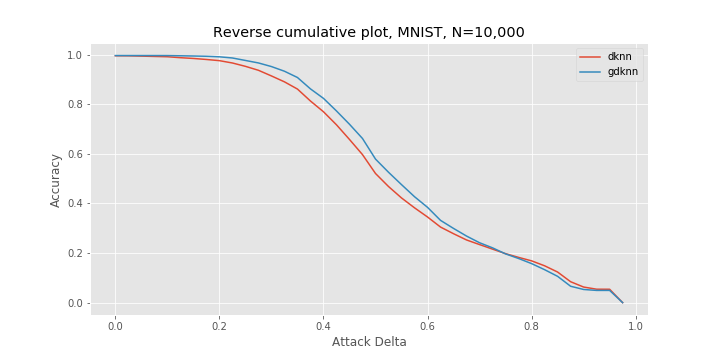 Reverse cumulative plot, MNIST, N=10,000
dknn
gdknn
Accuracy
1.0
0.8
0.6
0.4
0.2
0.0
0.0 0.2 0.4 0.6 0.8 1.0
Attack Delta